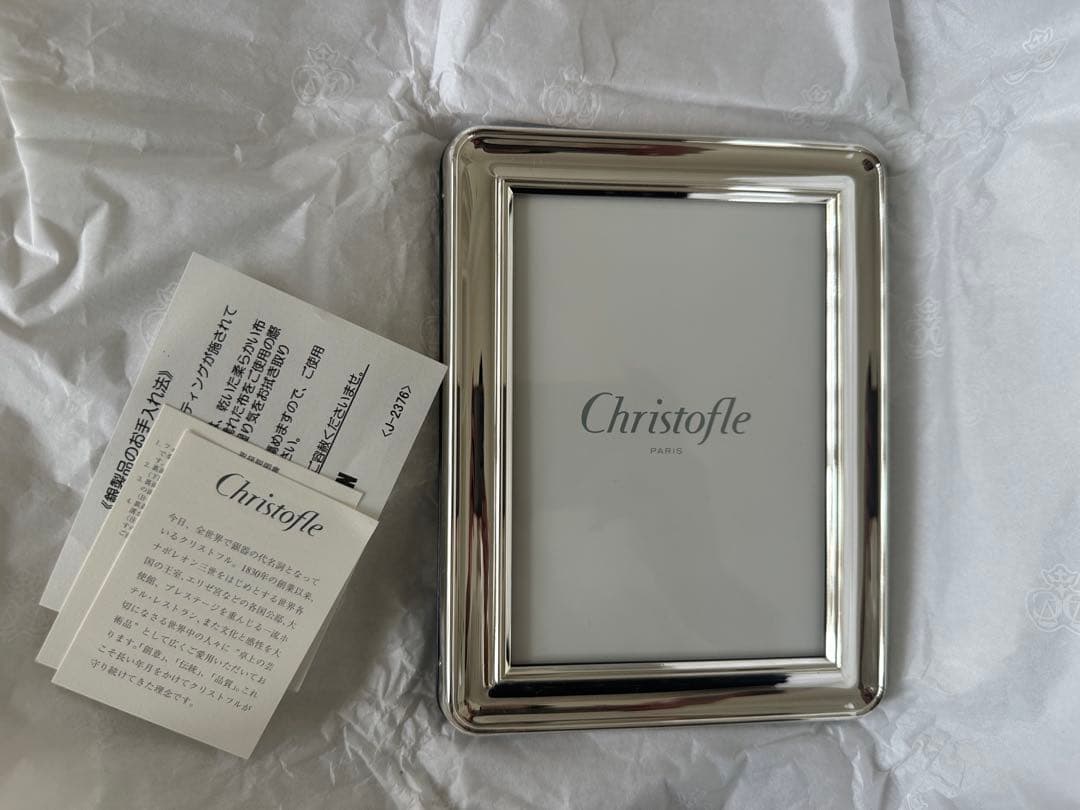 Christofle
PARIS
Christofle
今日、全世界で銀器の代名詞となって
いるクリストフル。1830年の創業以来、
ナポレオン三世をはじめとする世界各
国の王室、エリゼ宮などの各国公邸、大
使館、プレステージを重んじる一流ホ
テル・レストラン、また文化と感性を大
切になさる世界中の人々に“卓上の芸
術品”として広くご愛用いただいてお
ります。「創意」、「伝統」、「品質」。これ
こそ長い年月をかけてクリストフルが
守り続けてきた理念です。
《銅製品のお手入れ法》
ティングが施されて
、乾いた柔らかい布
れた布をご使用の際
気をお拭き取り
さい。
薦めますので、ご使用
ご容赦くださいませ。
〈J-2376〉